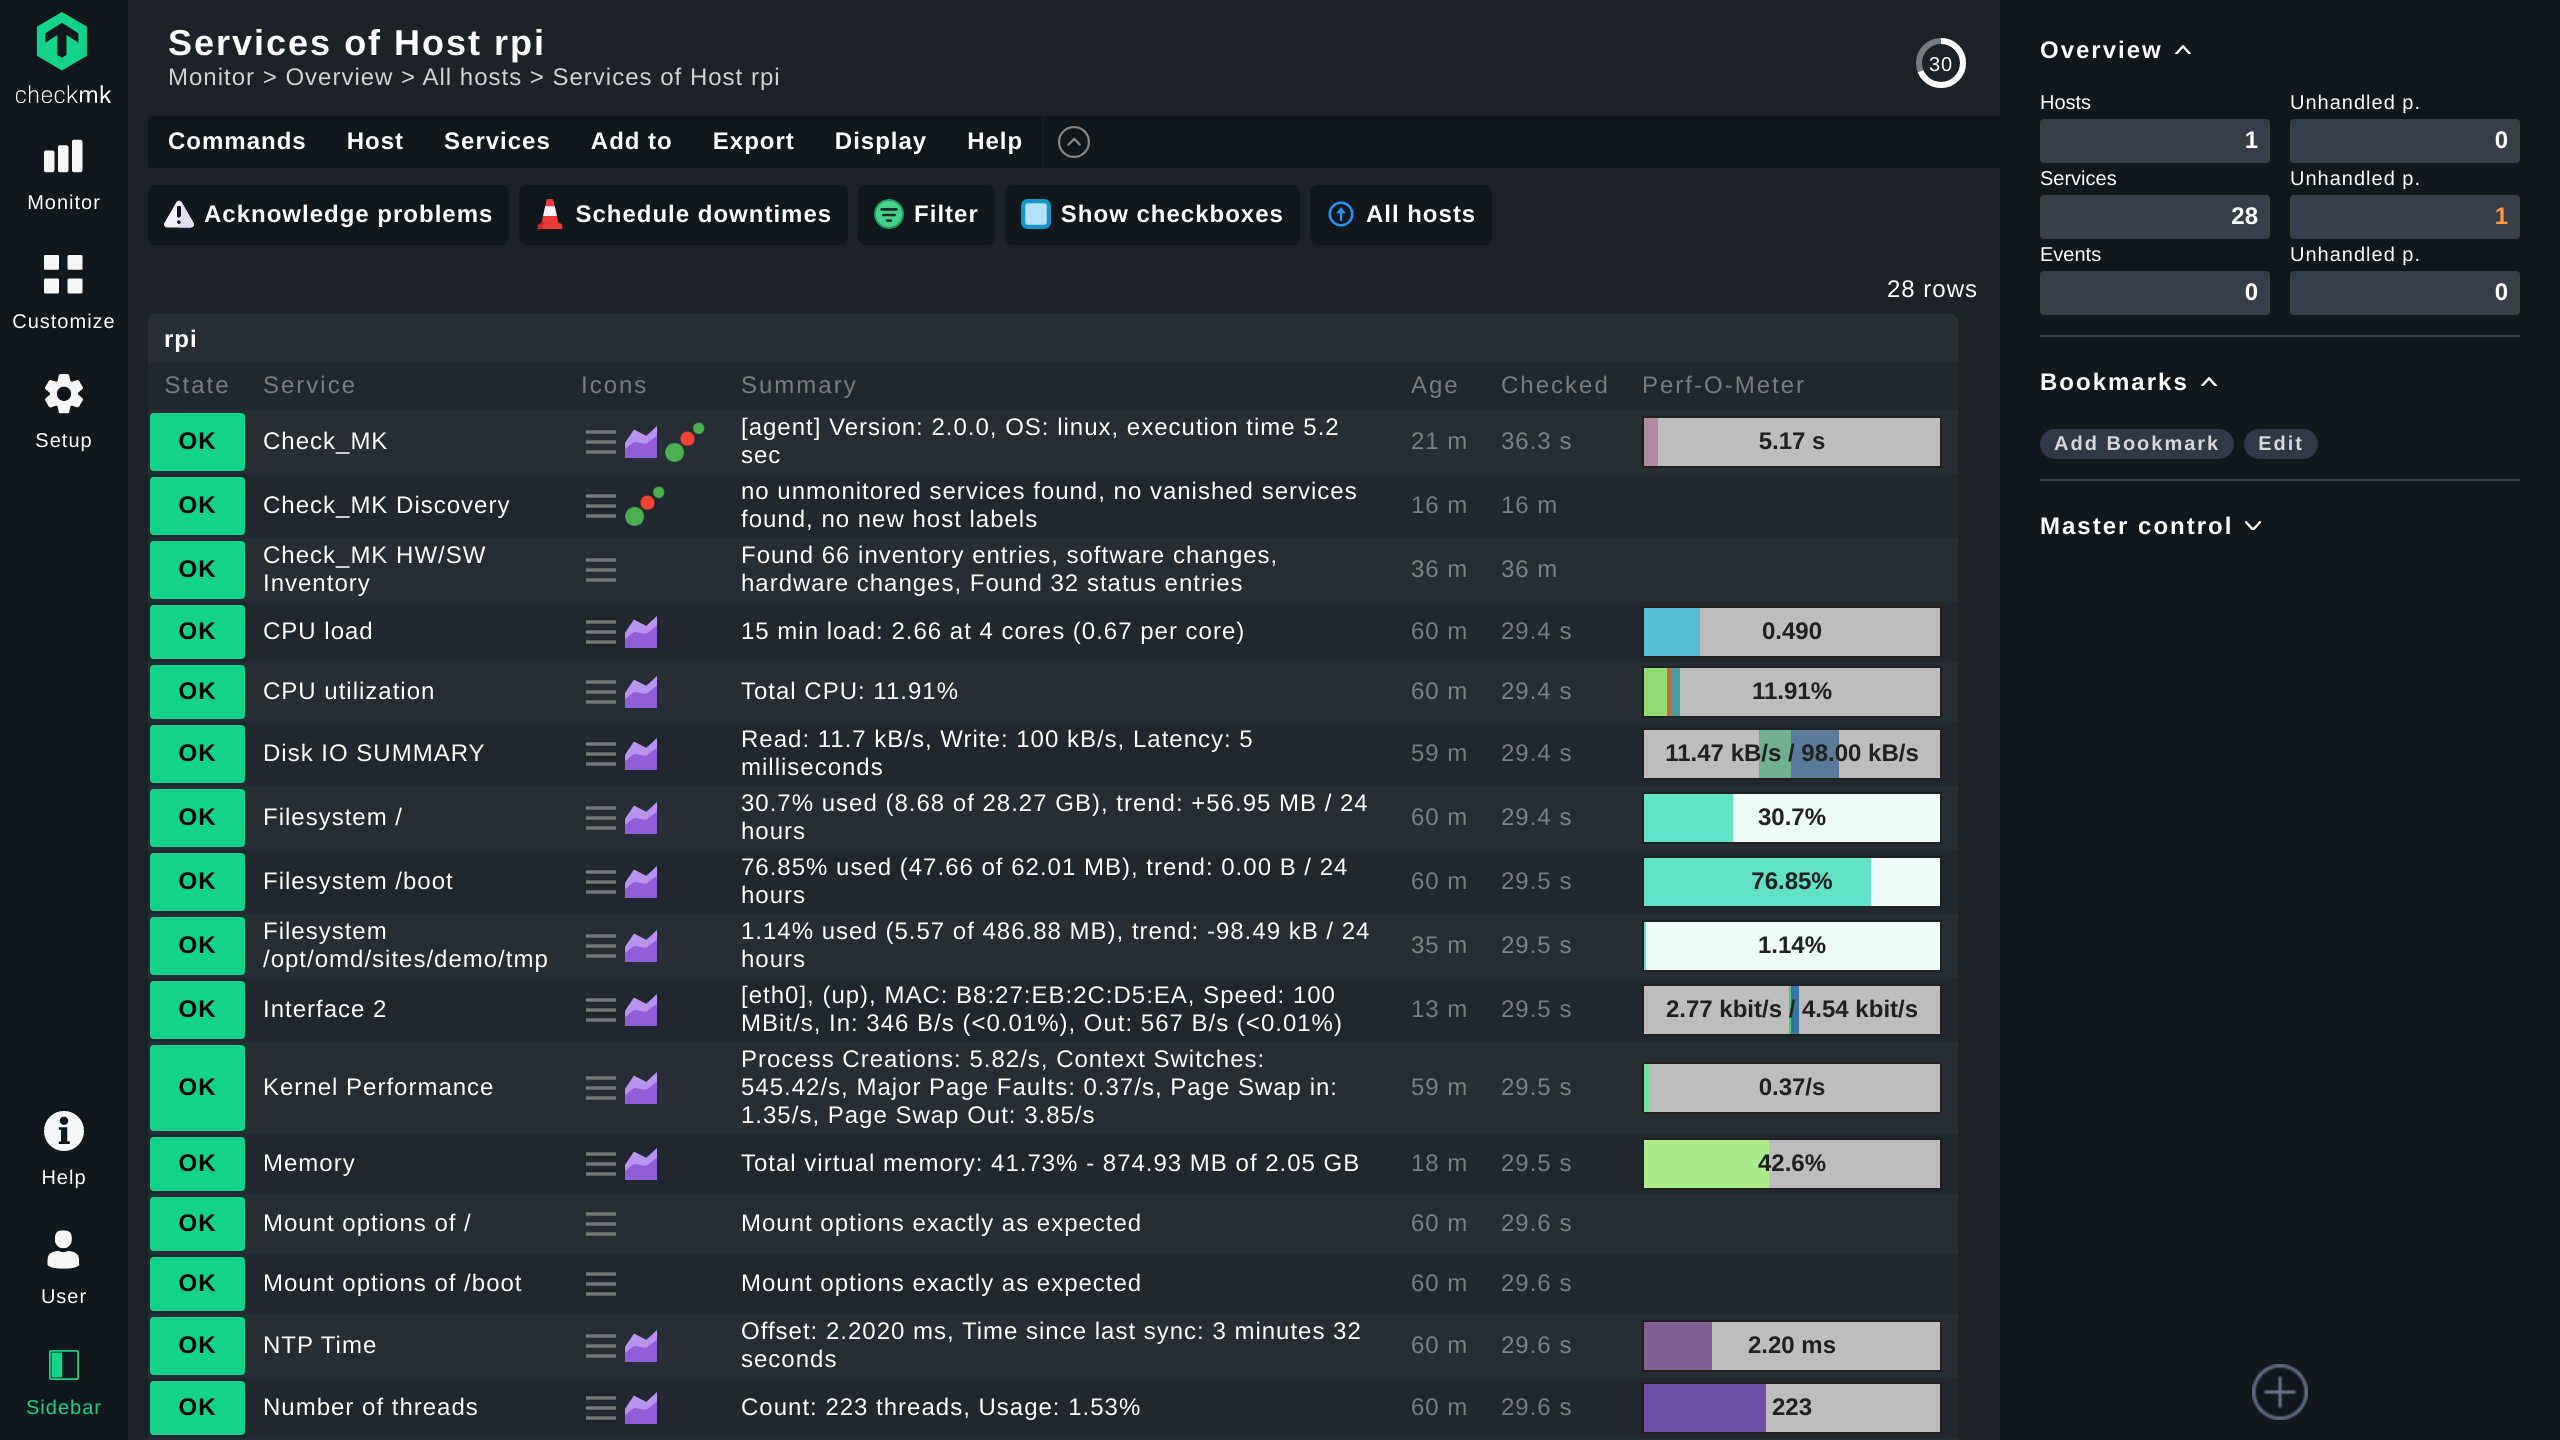 checkmk
Monitor
Customize
Setup
Help
User
Sidebar
Services of Host rpi
Monitor > Overview > All hosts > Services of Host rpi
30
Commands Host Services Add to Export Display Help
Acknowledge problems Schedule downtimes Filter Show checkboxes All hosts
28 rows
rpi
State Service Icons Summary Age Checked Perf-O-Meter
OK Check_MK [agent] Version: 2.0.0, OS: linux, execution time 5.2
sec 21 m 36.3 s 5.17 s
OK Check_MK Discovery no unmonitored services found, no vanished services
found, no new host labels 16 m 16 m
OK Check_MK HW/SW
Inventory Found 66 inventory entries, software changes,
hardware changes, Found 32 status entries 36 m 36 m
OK CPU load 15 min load: 2.66 at 4 cores (0.67 per core) 60 m 29.4 s 0.490
OK CPU utilization Total CPU: 11.91% 60 m 29.4 s 11.91%
OK Disk IO SUMMARY Read: 11.7 kB/s, Write: 100 kB/s, Latency: 5
milliseconds 59 m 29.4 s 11.47 kB/s / 98.00 kB/s
OK Filesystem / 30.7% used (8.68 of 28.27 GB), trend: +56.95 MB / 24
hours 60 m 29.4 s 30.7%
OK Filesystem /boot 76.85% used (47.66 of 62.01 MB), trend: 0.00 B / 24
hours 60 m 29.5 s 76.85%
OK Filesystem
/opt/omd/sites/demo/tmp 1.14% used (5.57 of 486.88 MB), trend: -98.49 kB / 24
hours 35 m 29.5 s 1.14%
OK Interface 2 [eth0], (up), MAC: B8:27:EB:2C:D5:EA, Speed: 100
MBit/s, In: 346 B/s (<0.01%), Out: 567 B/s (<0.01%) 13 m 29.5 s 2.77 kbit/s / 4.54 kbit/s
OK Kernel Performance Process Creations: 5.82/s, Context Switches:
545.42/s, Major Page Faults: 0.37/s, Page Swap in:
1.35/s, Page Swap Out: 3.85/s 59 m 29.5 s 0.37/s
OK Memory Total virtual memory: 41.73% - 874.93 MB of 2.05 GB 18 m 29.5 s 42.6%
OK Mount options of / Mount options exactly as expected 60 m 29.6 s
OK Mount options of /boot Mount options exactly as expected 60 m 29.6 s
OK NTP Time Offset: 2.2020 ms, Time since last sync: 3 minutes 32
seconds 60 m 29.6 s 2.20 ms
OK Number of threads Count: 223 threads, Usage: 1.53% 60 m 29.6 s 223
Overview
Hosts Unhandled p.
1 0
Services Unhandled p.
28 1
Events Unhandled p.
0 0
Bookmarks
Add Bookmark Edit
Master control